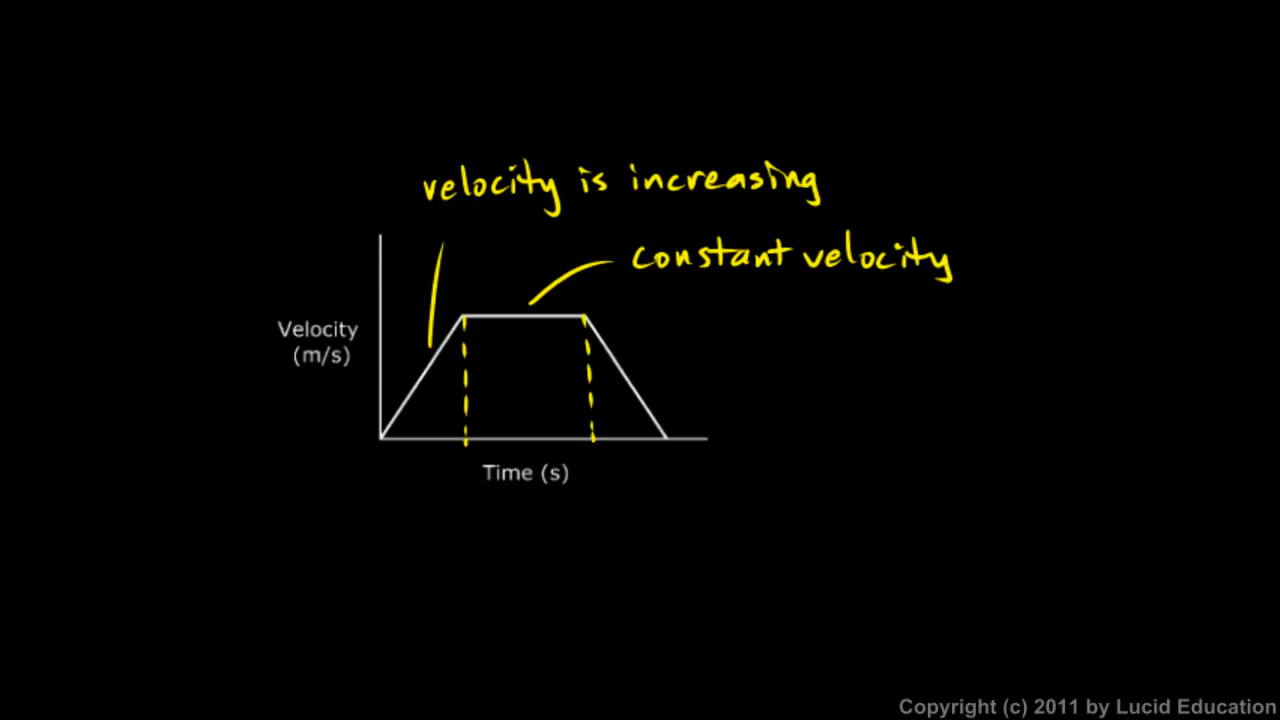 velocity is increasing
constant velocity
Velocity
(m/s)
Time (s)
Copyright (c) 2011 by Lucid Education